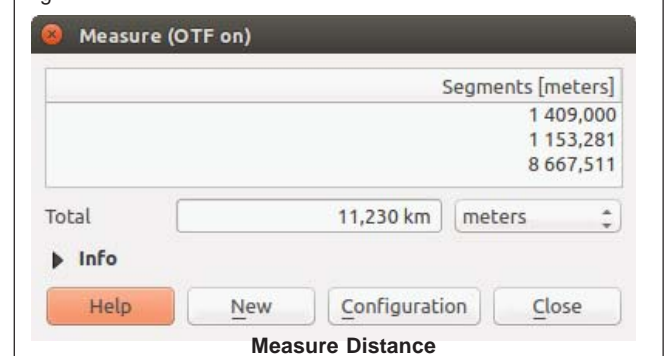 Measure (OTF on)
Segments [meters]
1 409,000
1 153,281
8 667,511
Total 11,230 km meters
Info
Help New Configuration Close
Measure Distance